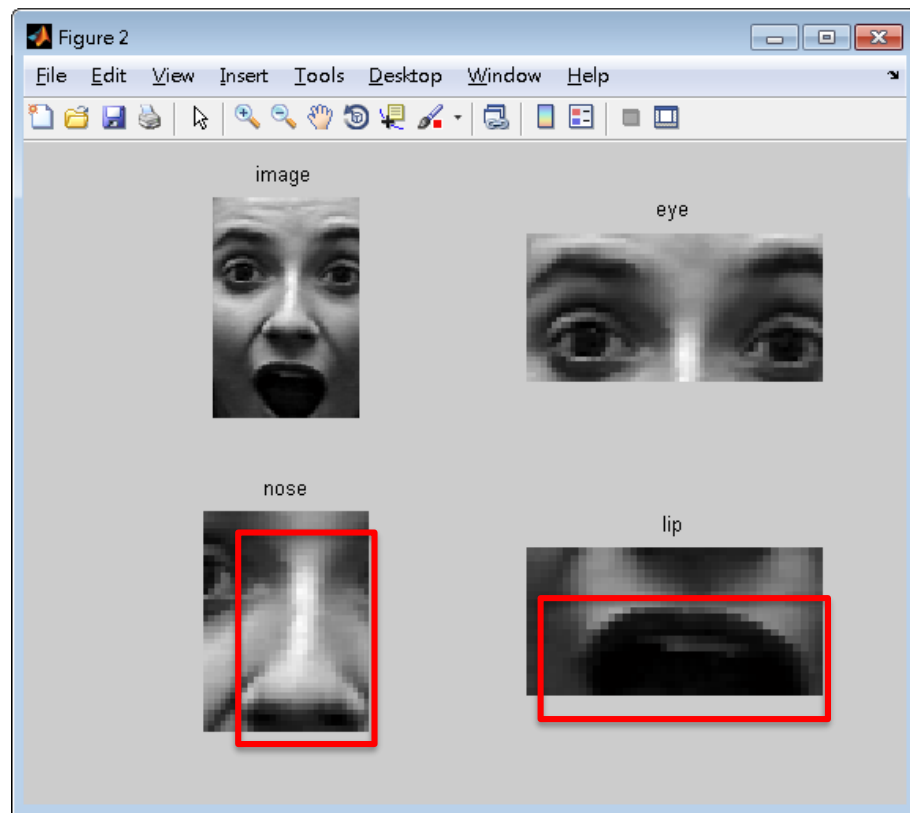 Figure 2
File Edit View Insert Tools Desktop Window Help
image
eye
nose
lip